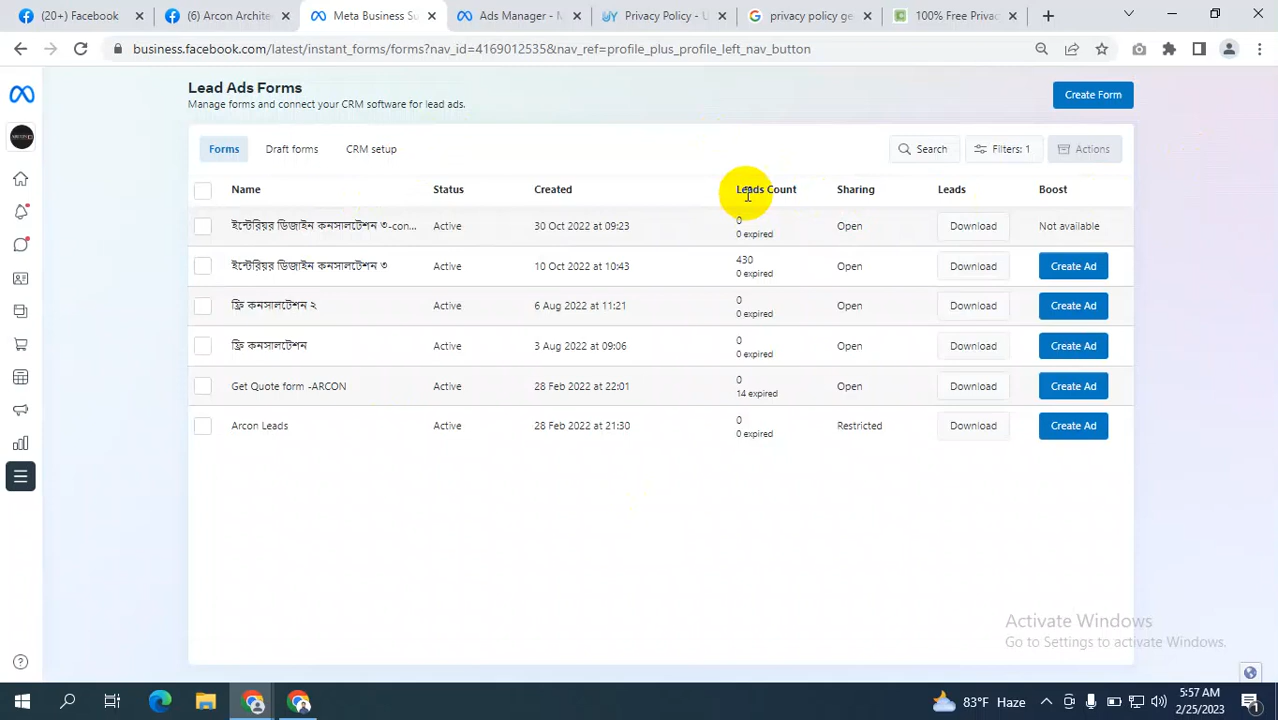 (20+) Facebook
(6) Arcon Archite
Meta Business Su
Ads Manager - M
Privacy Policy - U
privacy policy ge
100% Free Privac
business.facebook.com/latest/instant_forms/forms?nav_id=4169012535&nav_ref=profile_plus_profile_left_nav_button
Lead Ads Forms
Manage forms and connect your CRM software for lead ads.
Create Form
Forms Draft forms CRM setup Search Filters: 1 Actions
Name Status Created Leads Count Sharing Leads Boost
ইন্টেরিয়র ডিজাইন কনসালটেশন ৩-con... Active 30 Oct 2022 at 09:23 0 Open Download Not available
0 expired
ইন্টেরিয়র ডিজাইন কনসালটেশন ৩ Active 10 Oct 2022 at 10:43 430 Open Download Create Ad
0 expired
ফ্রি কনসালটেশন ২ Active 6 Aug 2022 at 11:21 0 Open Download Create Ad
0 expired
ফ্রি কনসালটেশন Active 3 Aug 2022 at 09:06 0 Open Download Create Ad
0 expired
Get Quote form -ARCON Active 28 Feb 2022 at 22:01 0 Open Download Create Ad
14 expired
Arcon Leads Active 28 Feb 2022 at 21:30 0 Restricted Download Create Ad
0 expired
Activate Windows
Go to Settings to activate Windows.
83°F Haze
5:57 AM
2/25/2023
1